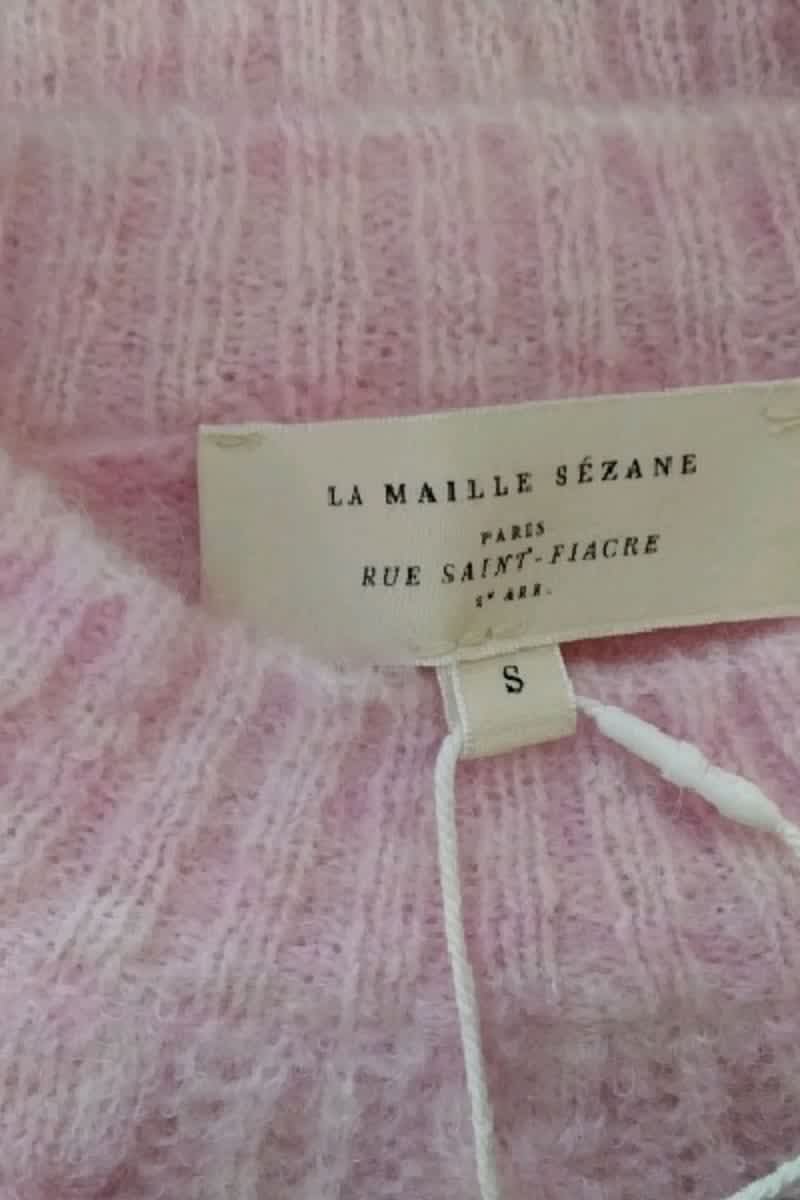 LA MAILLE SÉZANE
PARIS
RUE SAINT-FIACRE
2e ARR.
S